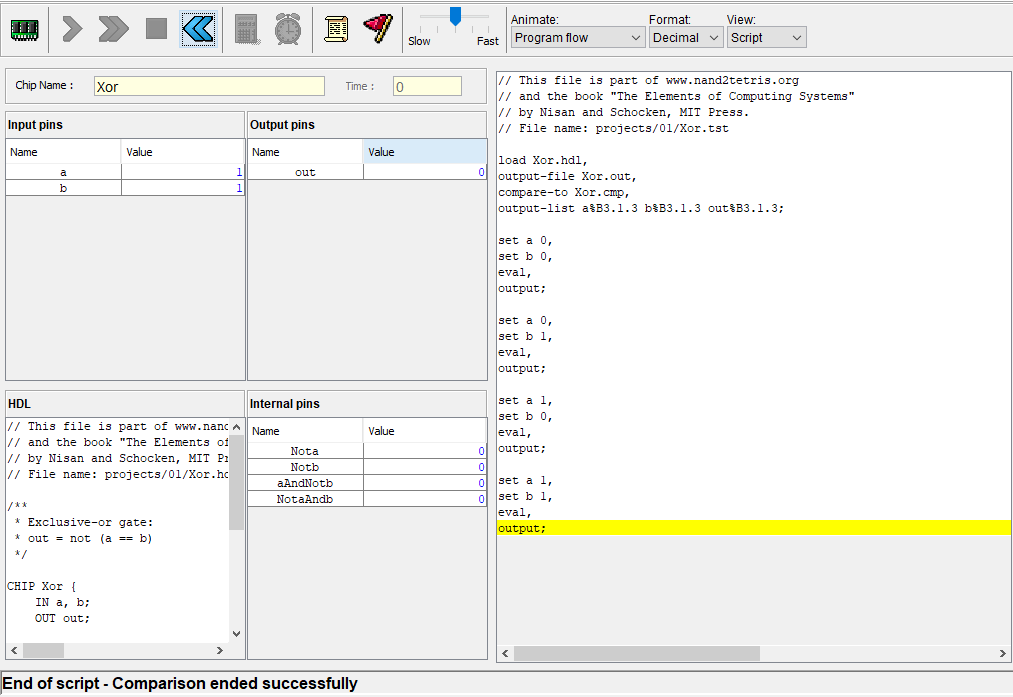 Slow
Fast
Animate:
Program flow
Format:
Decimal
View:
Script
Chip Name :
Xor
Time :
0
Input pins
Name
Value
a
1
b
1
Output pins
Name
Value
out
0
HDL
// This file is part of www.nand
// and the book "The Elements of
// by Nisan and Schocken, MIT Pr
// File name: projects/01/Xor.hd
/**
* Exclusive-or gate:
* out = not (a == b)
*/
CHIP Xor {
IN a, b;
OUT out;
Internal pins
Name
Value
Nota
0
Notb
0
aAndNotb
0
NotaAndb
0
// This file is part of www.nand2tetris.org
// and the book "The Elements of Computing Systems"
// by Nisan and Schocken, MIT Press.
// File name: projects/01/Xor.tst
load Xor.hdl,
output-file Xor.out,
compare-to Xor.cmp,
output-list a%B3.1.3 b%B3.1.3 out%B3.1.3;
set a 0,
set b 0,
eval,
output;
set a 0,
set b 1,
eval,
output;
set a 1,
set b 0,
eval,
output;
set a 1,
set b 1,
eval,
output;
End of script - Comparison ended successfully